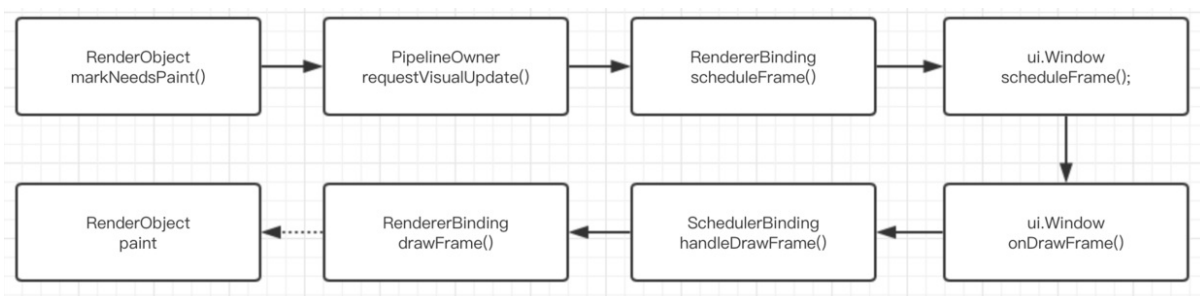 RenderObject
markNeedsPaint()
PipelineOwner
requestVisualUpdate()
RendererBinding
scheduleFrame()
ui.Window
scheduleFrame();
RenderObject
paint
RendererBinding
drawFrame()
SchedulerBinding
handleDrawFrame()
ui.Window
onDrawFrame()